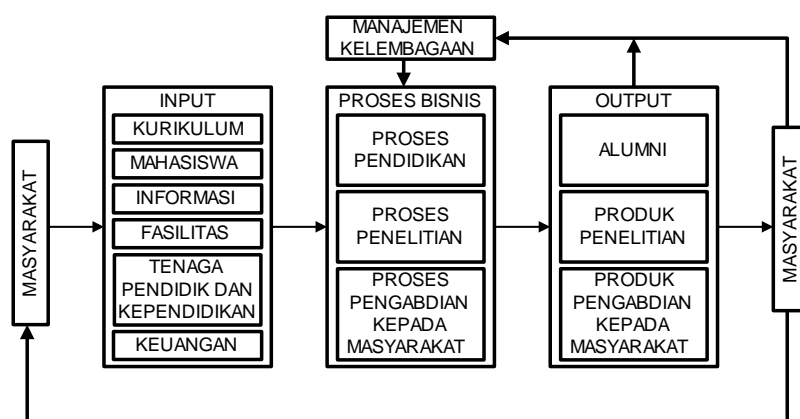 MANAJEMEN
KELEMBAGAAN
MASYARAKAT
INPUT
KURIKULUM
MAHASISWA
INFORMASI
FASILITAS
TENAGA
PENDIDIK DAN
KEPENDIDIKAN
KEUANGAN
PROSES BISNIS
PROSES
PENDIDIKAN
PROSES
PENELITIAN
PROSES
PENGABDIAN
KEPADA
MASYARAKAT
OUTPUT
ALUMNI
PRODUK
PENELITIAN
PRODUK
PENGABDIAN
KEPADA
MASYARAKAT
MASYARAKAT